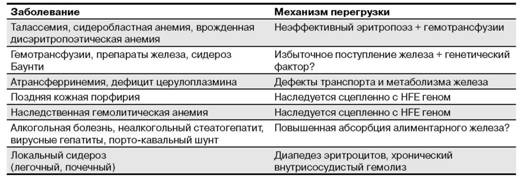 Заболевание Механизм перегрузки
Талассемия, сидеробластная анемия, врожденная Неэффективный эритропоэз + гемотрансфузии
дисэритропоэтическая анемия
Гемотрансфузии, препараты железа, сидероз Избыточное поступление железа + генетический
Баунти фактор?
Атрансферринемия, дефицит церулоплазмина Дефекты транспорта и метаболизма железа
Поздняя кожная порфирия Наследуется сцепленно с HFE геном
Наследственная гемолитическая анемия Наследуется сцепленно с HFE геном
Алкогольная болезнь, неалкогольный стеатогепатит, Повышенная абсорбция алиментарного железа?
вирусные гепатиты, порто-кавальный шунт
Локальный сидероз Диапедез эритроцитов, хронический
(легочный, почечный) внутрисосудистый гемолиз